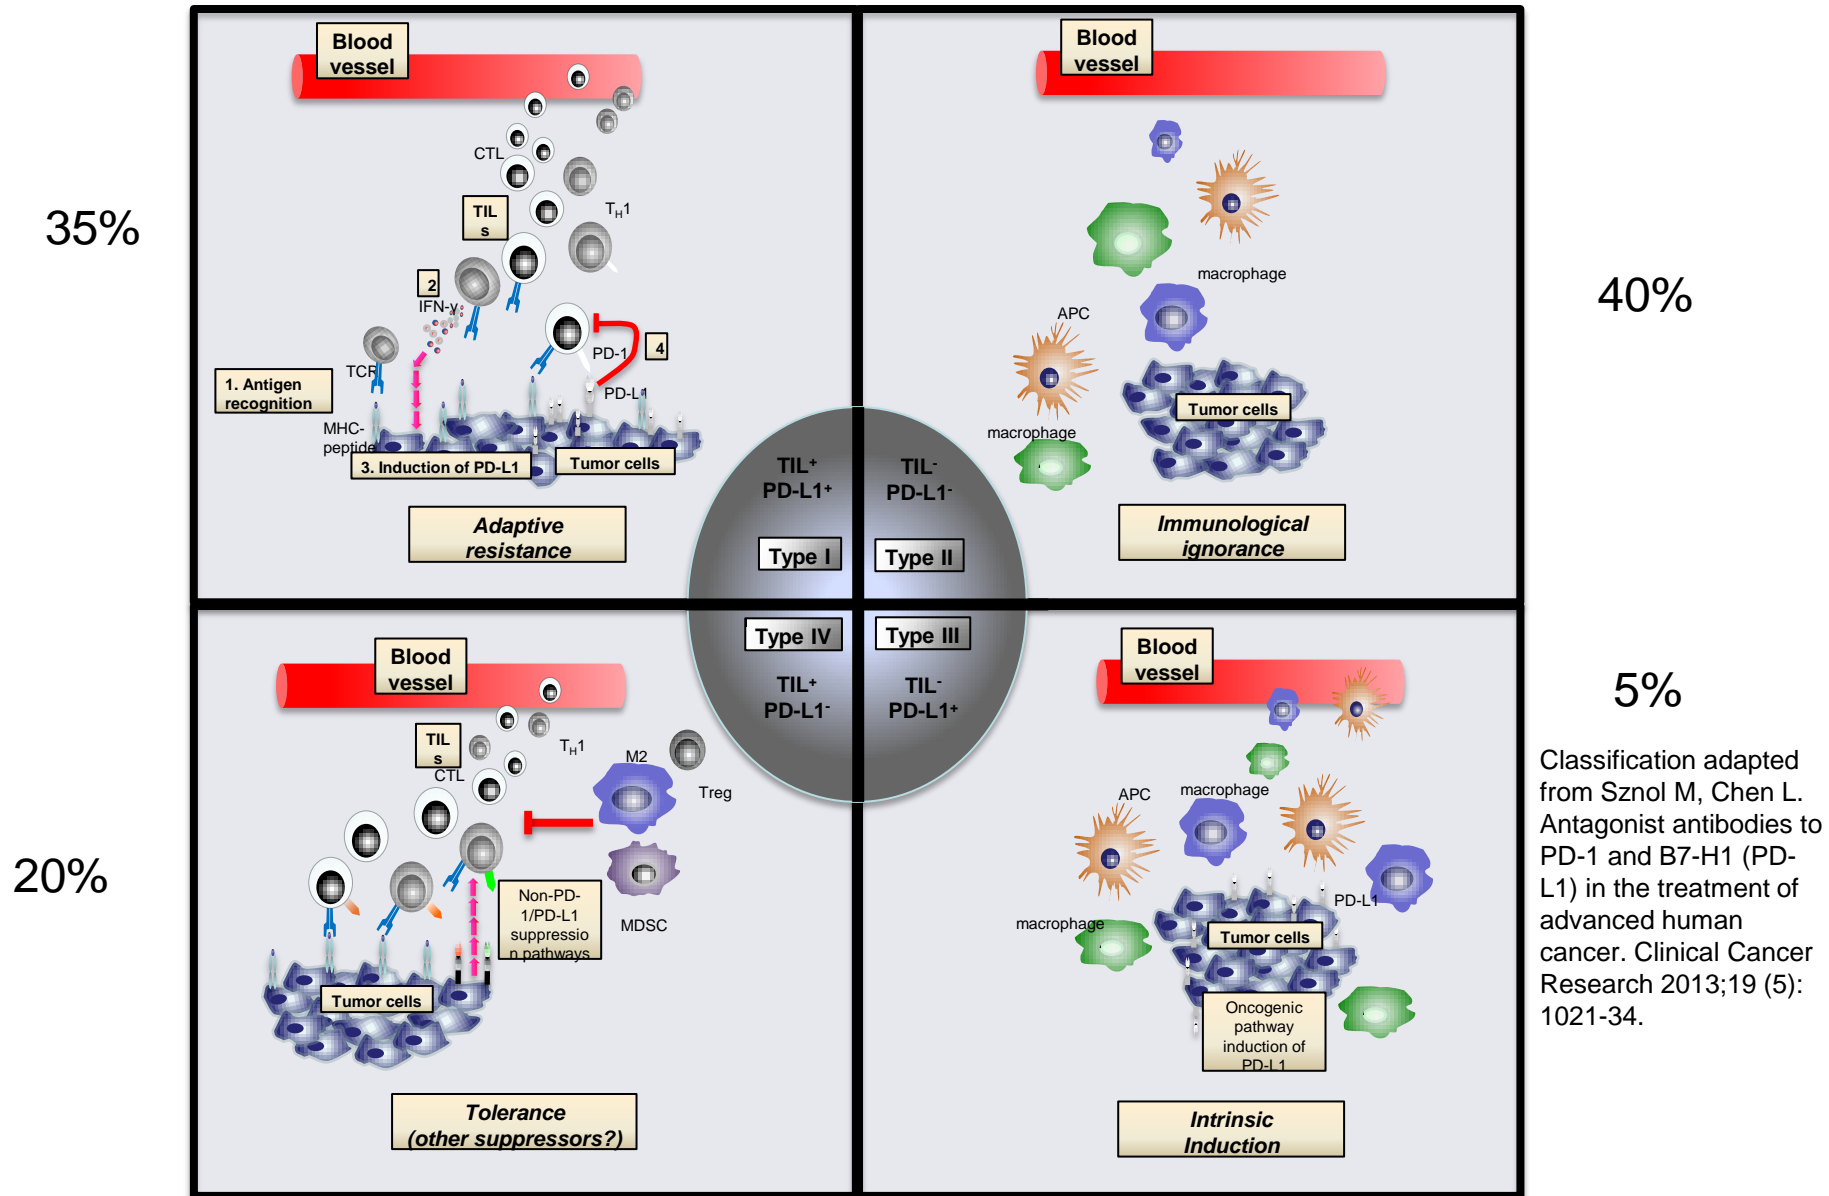 35%
Blood
vessel
CTL
TIL
s
TH1
2
IFN-γ
PD-1
4
TCR
1. Antigen
recognition
PD-L1
MHC-
peptide
3. Induction of PD-L1
Tumor cells
Adaptive
resistance
TIL+
PD-L1+
Type I
Blood
vessel
macrophage
APC
Tumor cells
macrophage
TIL-
PD-L1-
Type II
Immunological
ignorance
40%
20%
Type IV
TIL+
PD-L1-
Blood
vessel
TIL
s
TH1
CTL
M2
Treg
Non-PD-
1/PD-L1
suppressio
n pathways
MDSC
Tumor cells
Tolerance
(other suppressors?)
Type III
TIL-
PD-L1+
Blood
vessel
APC
macrophage
PD-L1
macrophage
Tumor cells
Oncogenic
pathway
induction of
PD-L1
Intrinsic
Induction
5%
Classification adapted
from Sznol M, Chen L.
Antagonist antibodies to
PD-1 and B7-H1 (PD-
L1) in the treatment of
advanced human
cancer. Clinical Cancer
Research 2013;19 (5):
1021-34.